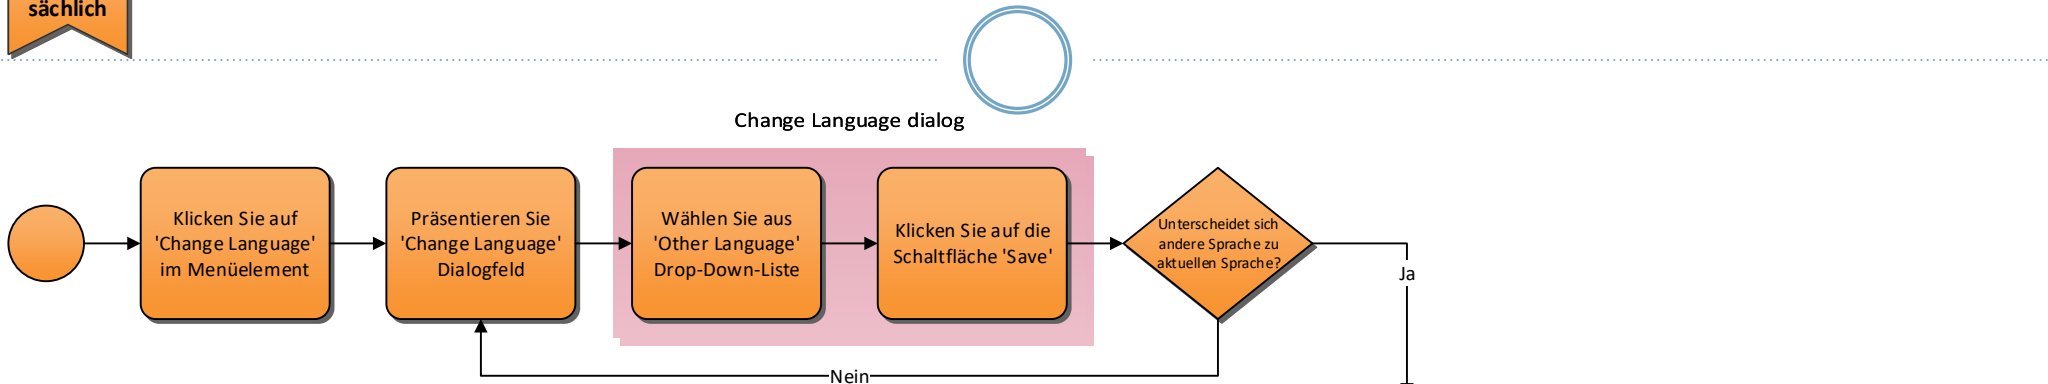 sächlich
Change Language dialog
Klicken Sie auf
'Change Language'
im Menüelement
Präsentieren Sie
'Change Language'
Dialogfeld
Wählen Sie aus
'Other Language'
Drop-Down-Liste
Klicken Sie auf die
Schaltfläche 'Save'
Unterscheidet sich
andere Sprache zu
aktuellen Sprache?
Ja
Nein